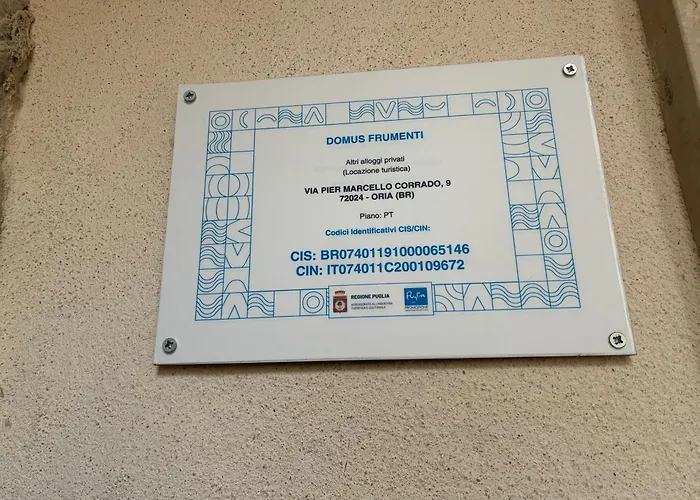 DOMUS FRUMENTI
Altri alloggi privati
(Locazione turistica)
VIA PIER MARCELLO CORRADO, 9
72024 - ORIA (BR)
Piano: PT
Codici Identificativi CIS/CIN:
CIS: BR07401191000065146
CIN: IT074011C200109672
REGIONE PUGLIA